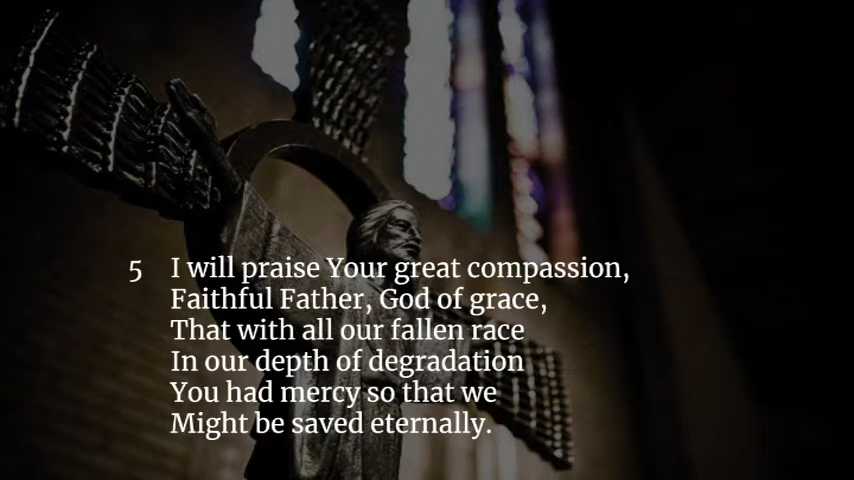 5 I will praise Your great compassion,
Faithful Father, God of grace,
That with all our fallen race
In our depth of degradation
You had mercy so that we
Might be saved eternally.